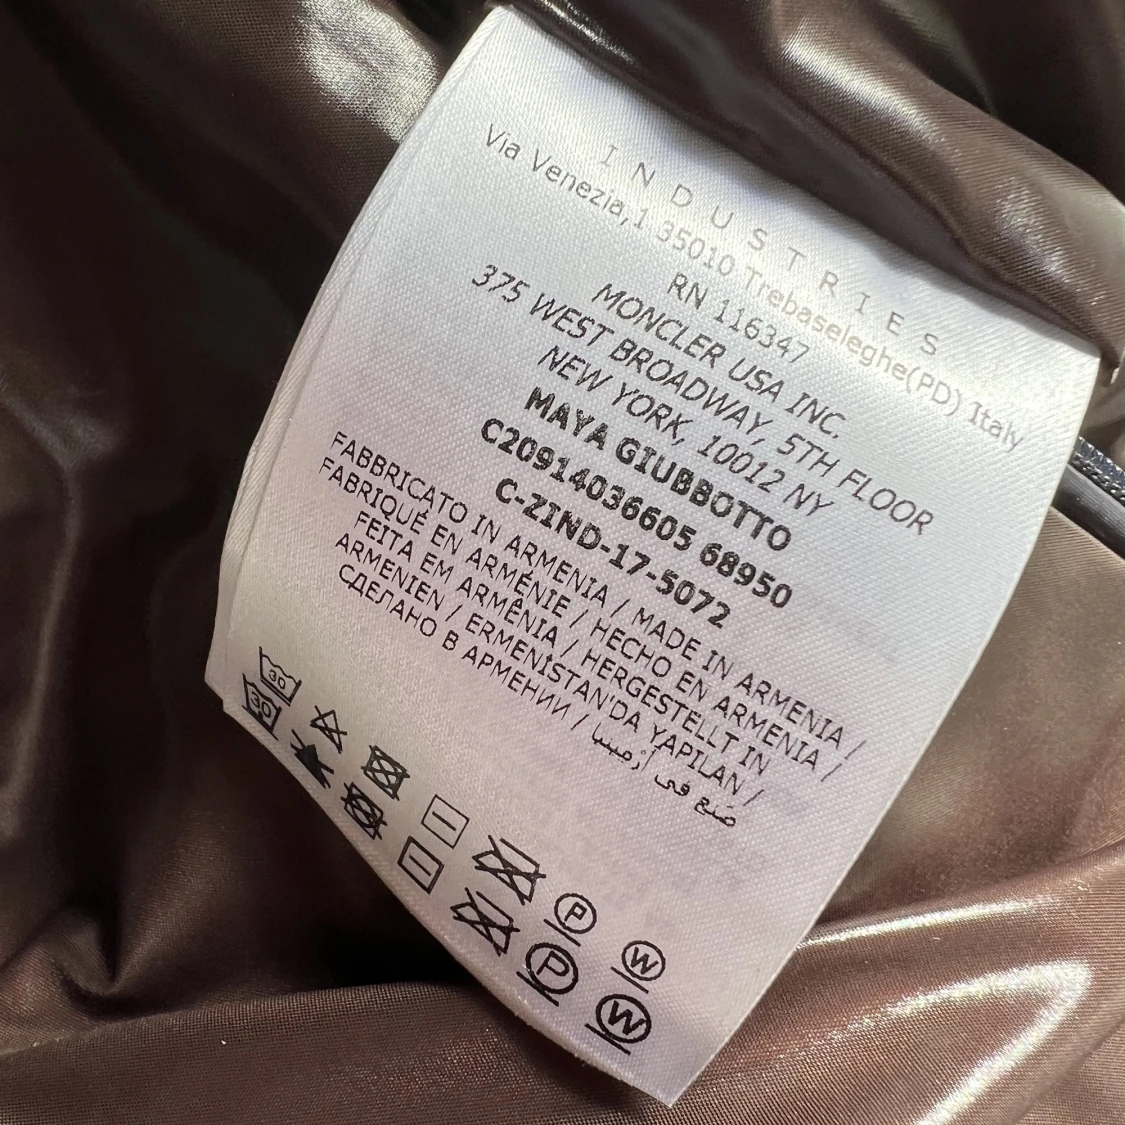 INDUSTRIES
Via Venezia,1 35010 Trebaseleghe(PD) Italy
RN 116347
MONCLER USA INC.
375 WEST BROADWAY, 5TH FLOOR
NEW YORK, 10012 NY
MAYA GIUBBOTTO
C20914036605 68950
C-ZIND-17-5072
FABBRICATO IN ARMENIA / MADE IN ARMENIA /
FABRIQUÉ EN ARMÉNIE / HECHO EN ARMENIA /
FEITA EM ARMÊNIA / HERGESTELLT IN
ARMENIEN / ERMENİSTAN'DA YAPILAN /
СДЕЛАНО В АРМЕНИИ / صنع في أرمينيا
30
P
W
30
P
W